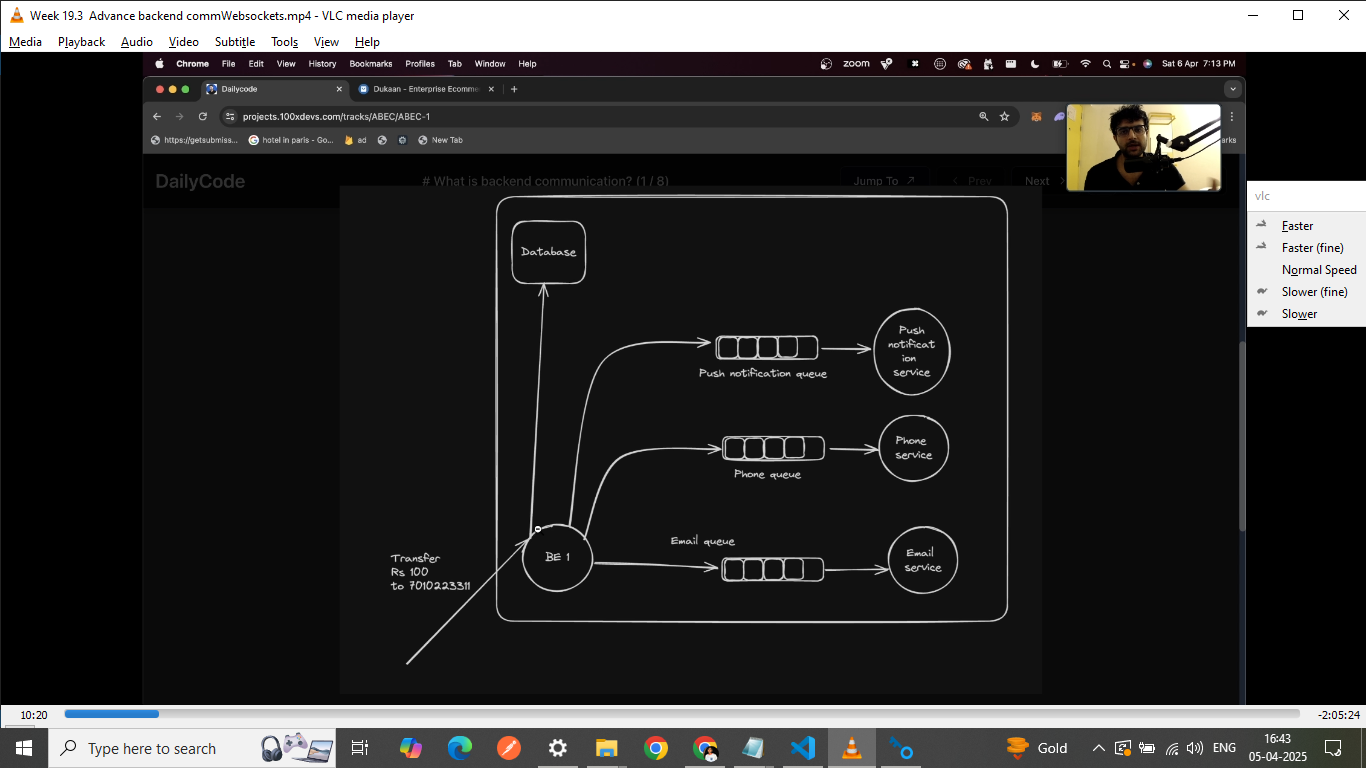 Week 19.3 Advance backend commWebsockets.mp4 - VLC media player
Media Playback Audio Video Subtitle Tools View Help
Chrome File Edit View History Bookmarks Profiles Tab Window Help
zoom
Sat 6 Apr 7:13 PM
Dailycode
Dukaan - Enterprise Ecomme
projects.100xdevs.com/tracks/ABEC/ABEC-1
https://getsubmiss...
hotel in paris - Go...
ad
New Tab
arks
DailyCode
# What is backend communication? (1 / 8)
Jump To
Prev
Next
Database
Push
notificat
ion
service
Push notification queue
Phone
service
Phone queue
Email queue
Email
service
BE 1
Transfer
Rs 100
to 7010223311
vlc
Faster
Faster (fine)
Normal Speed
Slower (fine)
Slower
10:20
-2:05:24
Type here to search
Gold
ENG
16:43
05-04-2025